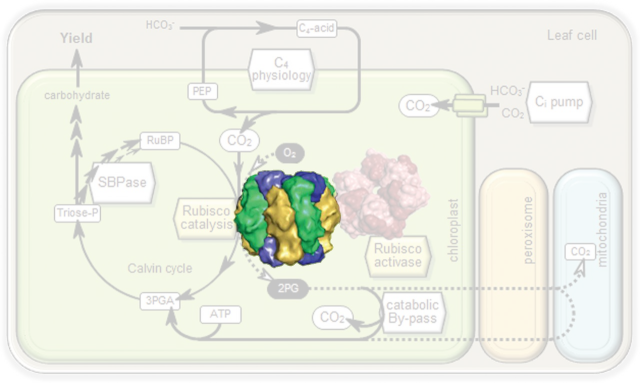 HCO₃⁻
C₄-acid
Leaf cell
Yield
C₄
physiology
PEP
carbohydrate
HCO₃⁻
CO₂
CO₂
Cᵢ pump
RuBP
CO₂
O₂
SBPase
Rubisco
catalysis
Triose-P
Rubisco
activase
chloroplast
peroxisome
mitochondria
Calvin cycle
CO₂
2PG
3PGA
ATP
CO₂
catabolic
By-pass